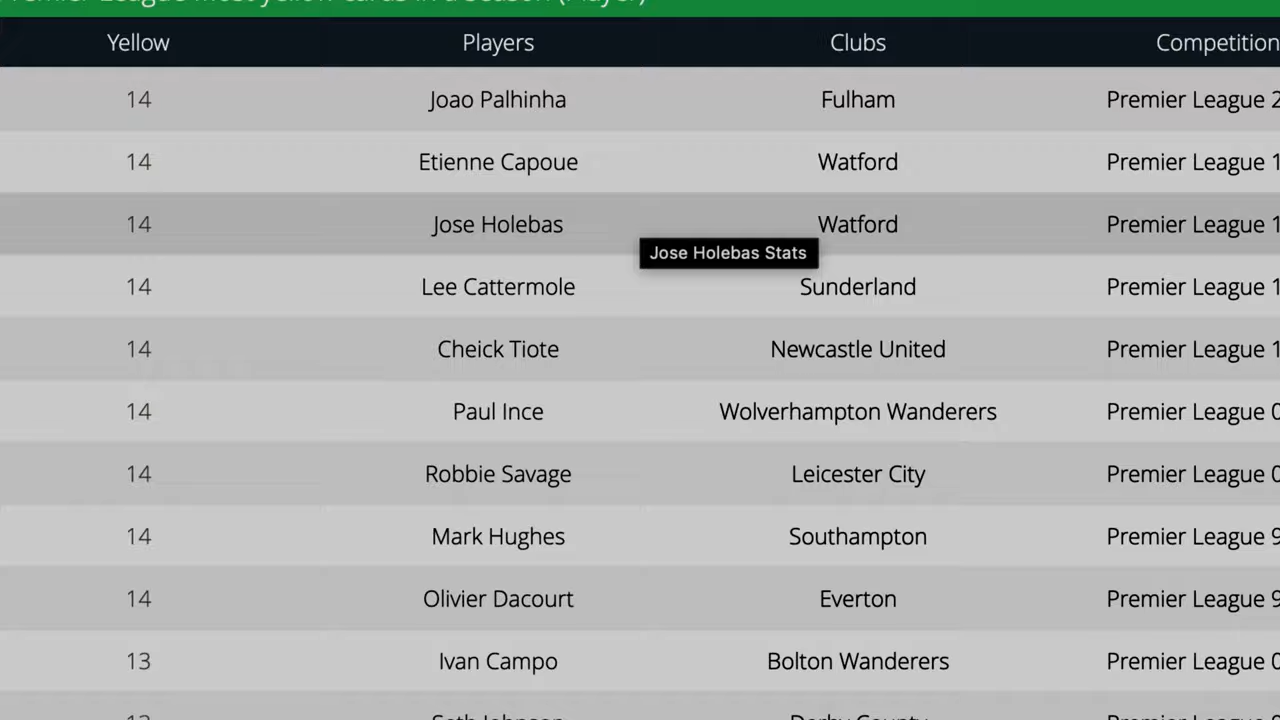 Premier League Most yellow cards in a season (Player)
Yellow Players Clubs Competition
14 Joao Palhinha Fulham Premier League 2
14 Etienne Capoue Watford Premier League 1
14 Jose Holebas Watford Premier League 1
Jose Holebas Stats
14 Lee Cattermole Sunderland Premier League 1
14 Cheick Tiote Newcastle United Premier League 1
14 Paul Ince Wolverhampton Wanderers Premier League 0
14 Robbie Savage Leicester City Premier League 0
14 Mark Hughes Southampton Premier League 9
14 Olivier Dacourt Everton Premier League 9
13 Ivan Campo Bolton Wanderers Premier League 0
13 Seth Johnson Derby County Premier League